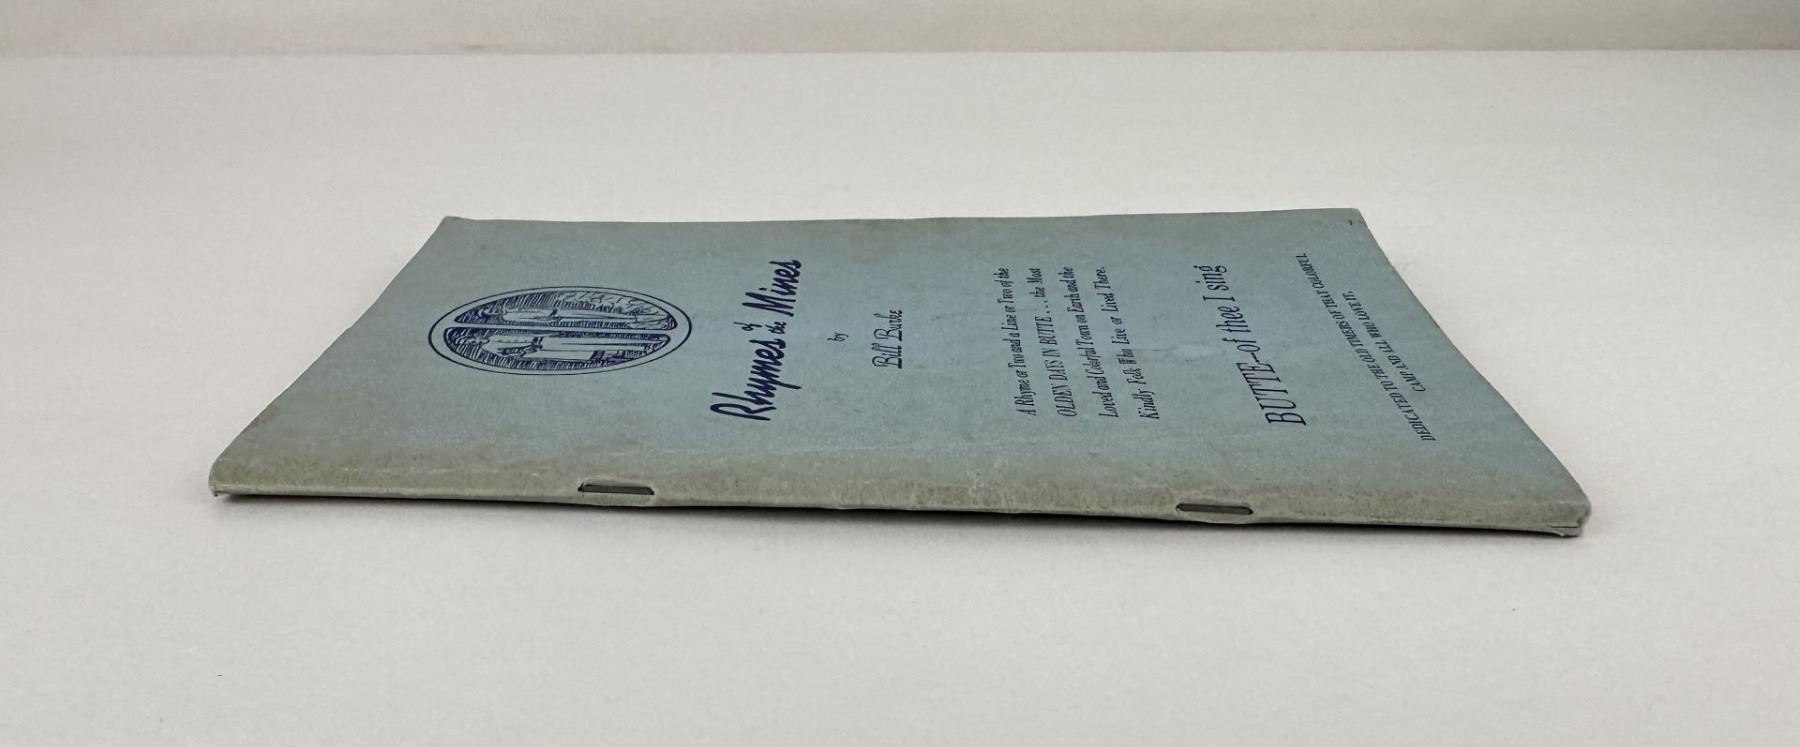 Rhymes of the Mines
by
Bill Burke
A Rhyme or Two and a Line or Two of the
OLDEN DAYS IN BUTTE . . . the Most
Loved and Colorful Town on Earth and the
Kindly Folk Who Live or Lived There.
BUTTE—of thee I sing
DEDICATED TO THE OLD TIMERS OF THAT COLORFUL
CAMP AND ALL WHO LOVE IT.